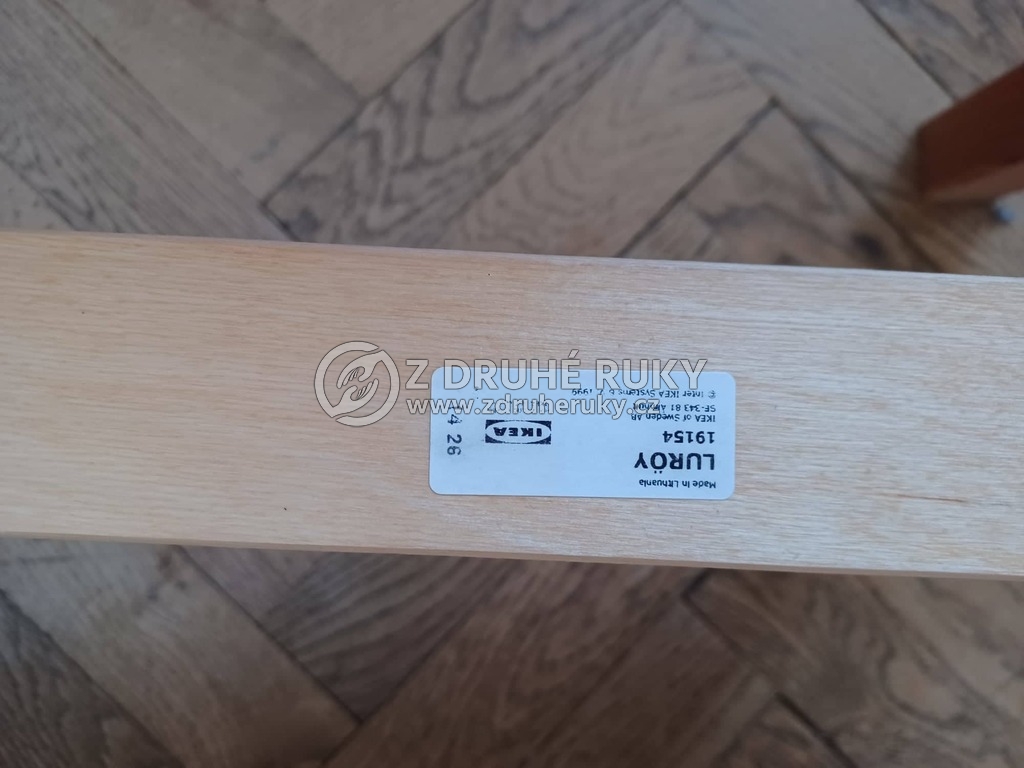 Z DRUHÉ RUKY
www.zdruheruky.cz
Made in Lithuania
LURÖY
19154
IKEA of Sweden AB
SE-343 81 Älmhult
© Inter IKEA Systems B.V. 1999
IKEA
04 26